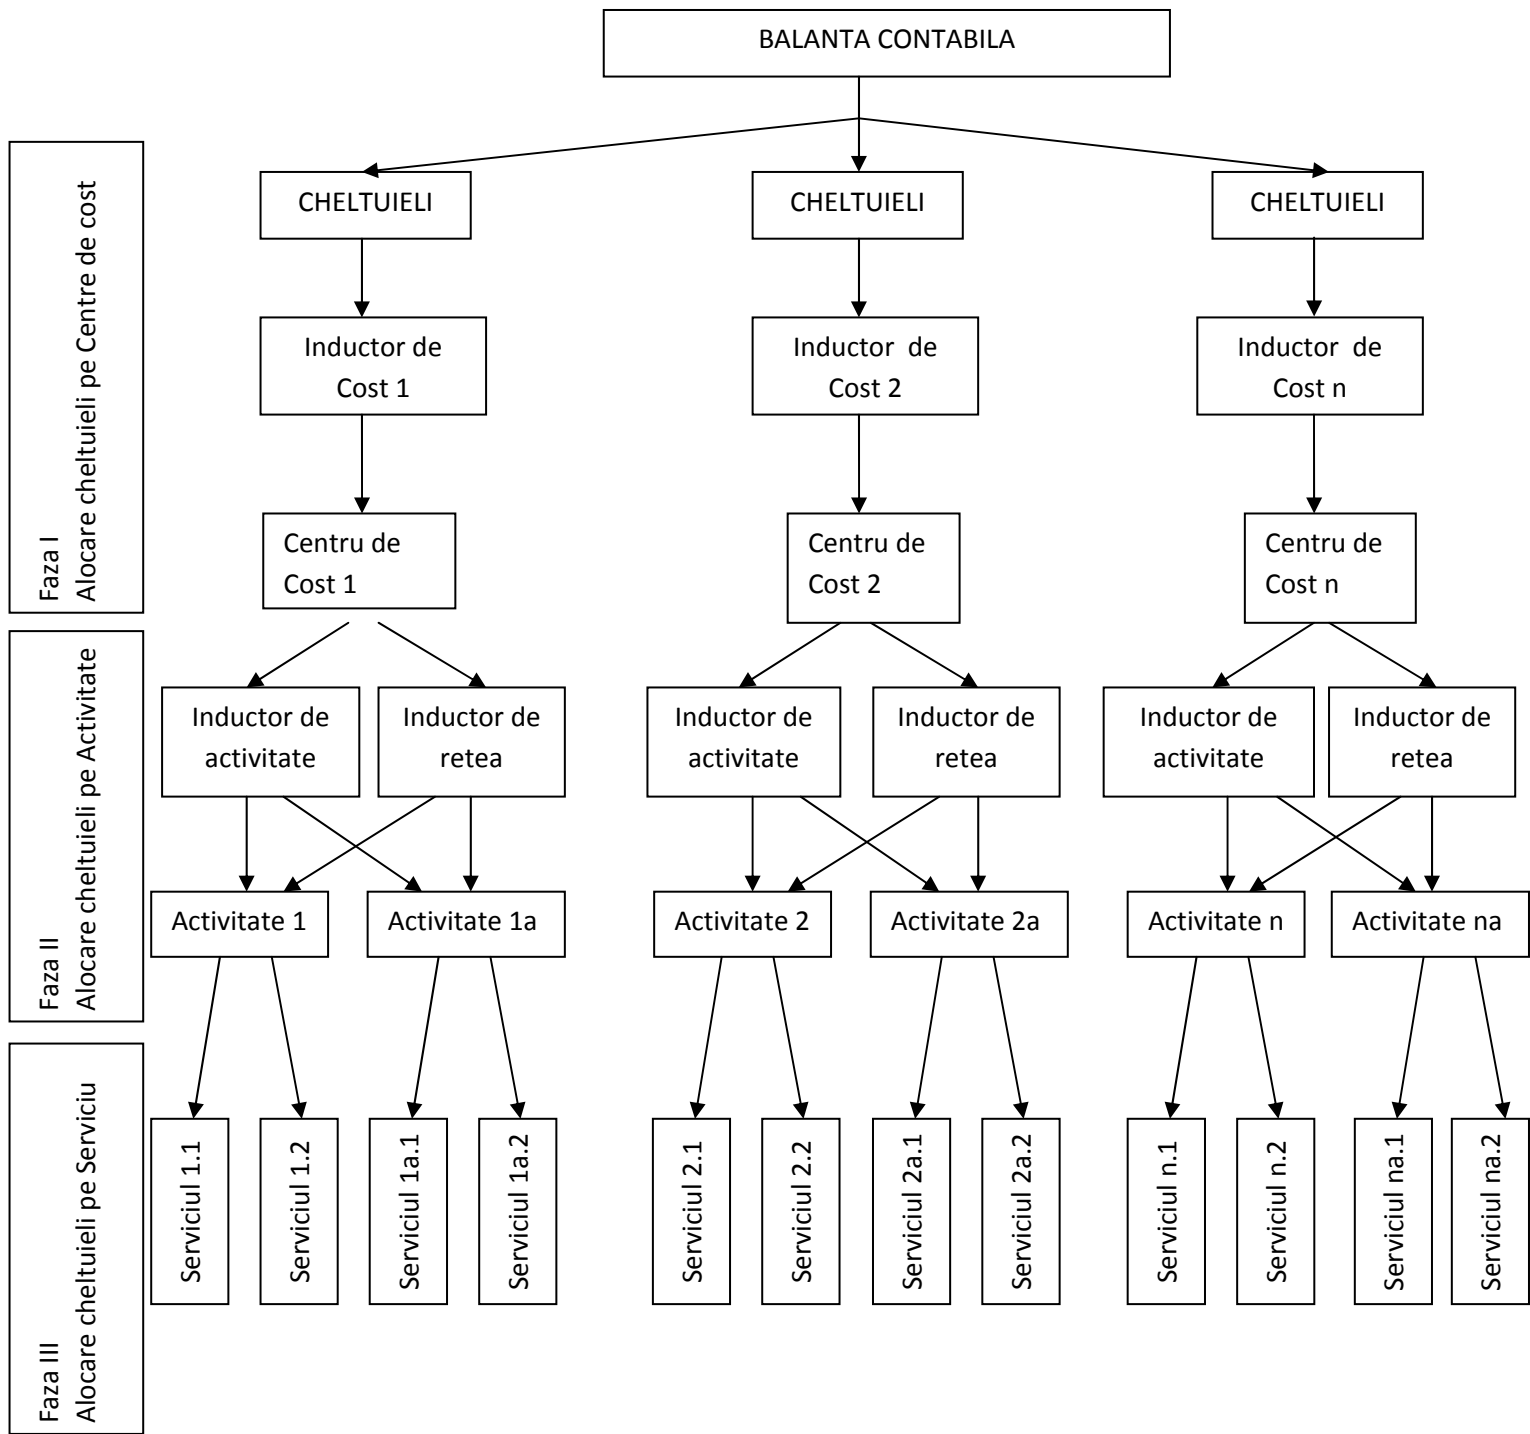 BALANTA CONTABILA
Faza I
Alocare cheltuieli pe Centre de cost
CHELTUIELI
CHELTUIELI
CHELTUIELI
Inductor de
Cost 1
Inductor de
Cost 2
Inductor de
Cost n
Centru de
Cost 1
Centru de
Cost 2
Centru de
Cost n
Faza II
Alocare cheltuieli pe Activitate
Inductor de
activitate
Inductor de
retea
Inductor de
activitate
Inductor de
retea
Inductor de
activitate
Inductor de
retea
Activitate 1
Activitate 1a
Activitate 2
Activitate 2a
Activitate n
Activitate na
Faza III
Alocare cheltuieli pe Serviciu
Serviciul 1.1
Serviciul 1.2
Serviciul 1a.1
Serviciul 1a.2
Serviciul 2.1
Serviciul 2.2
Serviciul 2a.1
Serviciul 2a.2
Serviciul n.1
Serviciul n.2
Serviciul na.1
Serviciul na.2